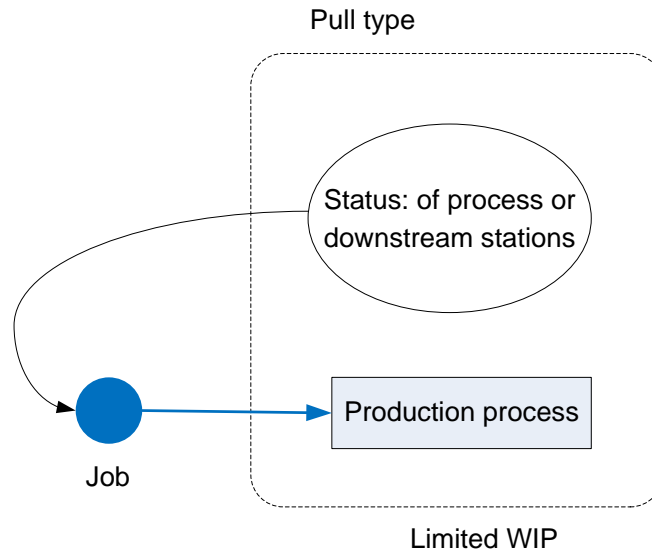 Pull type
Status: of process or
downstream stations
Production process
Job
Limited WIP